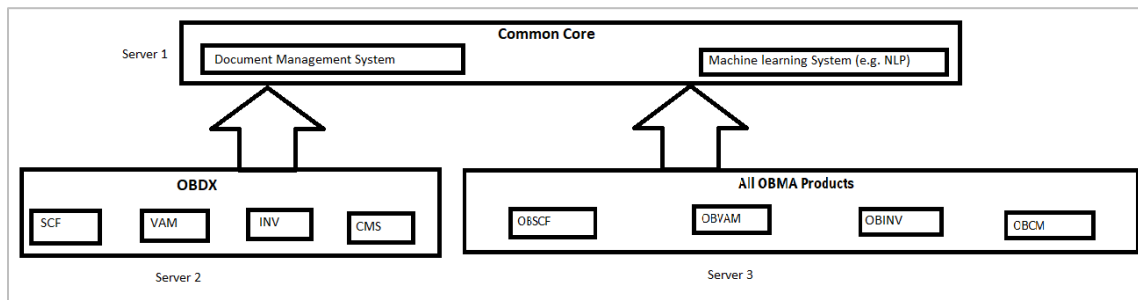 Common Core
Server 1
Document Management System
Machine learning System (e.g. NLP)
OBDX
SCF
VAM
INV
CMS
Server 2
All OBMA Products
OBSCF
OBVAM
OBINV
OBCM
Server 3